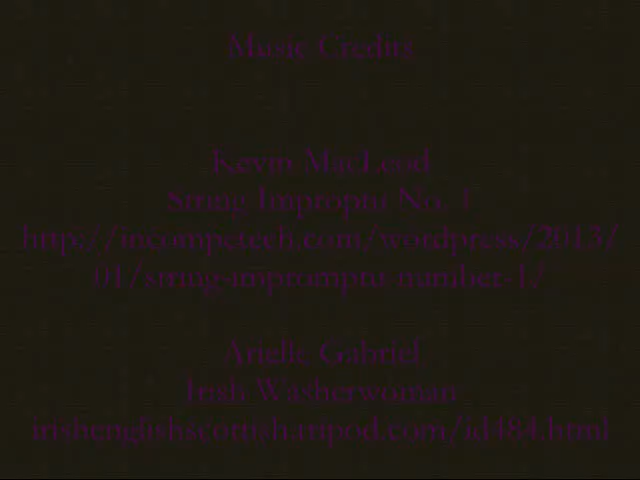 Music Credits
Kevin MacLeod
String Impromptu No. 1
http://incompetech.com/wordpress/2013/
01/string-impromptu-number-1/
Arielle Gabriel
Irish Washerwoman
irishenglishscottish.tripod.com/id484.html